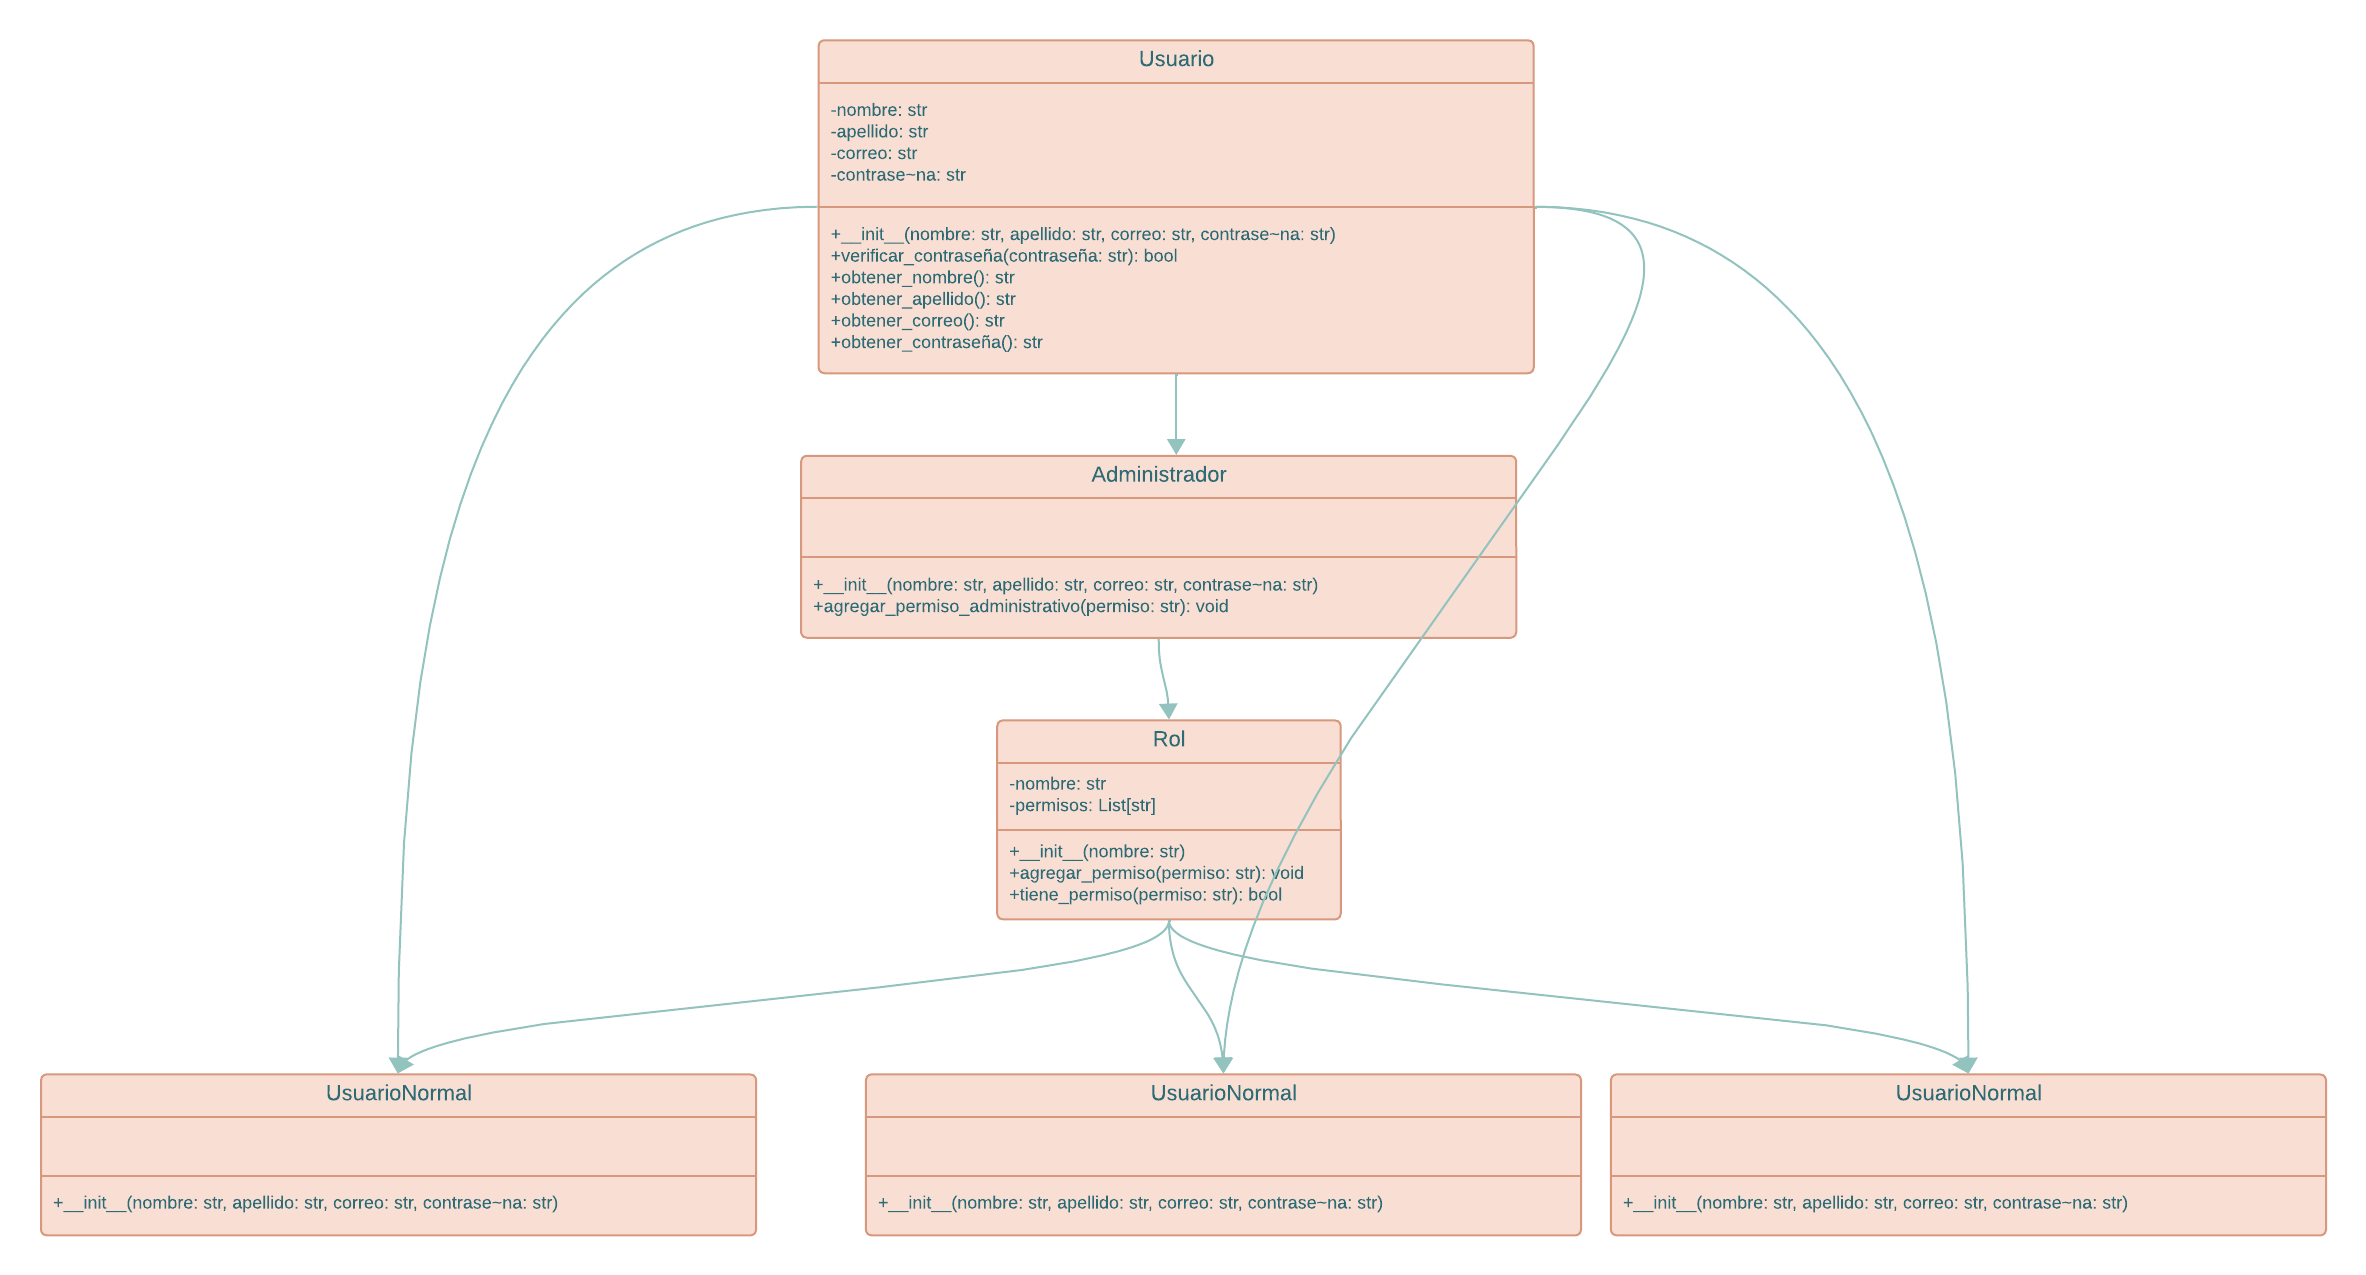 Usuario
-nombre: str
-apellido: str
-correo: str
-contrase~na: str
+__init__(nombre: str, apellido: str, correo: str, contrase~na: str)
+verificar_contraseña(contraseña: str): bool
+obtener_nombre(): str
+obtener_apellido(): str
+obtener_correo(): str
+obtener_contraseña(): str
Administrador
+__init__(nombre: str, apellido: str, correo: str, contrase~na: str)
+agregar_permiso_administrativo(permiso: str): void
Rol
-nombre: str
-permisos: List[str]
+__init__(nombre: str)
+agregar_permiso(permiso: str): void
+tiene_permiso(permiso: str): bool
UsuarioNormal
+__init__(nombre: str, apellido: str, correo: str, contrase~na: str)
UsuarioNormal
+__init__(nombre: str, apellido: str, correo: str, contrase~na: str)
UsuarioNormal
+__init__(nombre: str, apellido: str, correo: str, contrase~na: str)